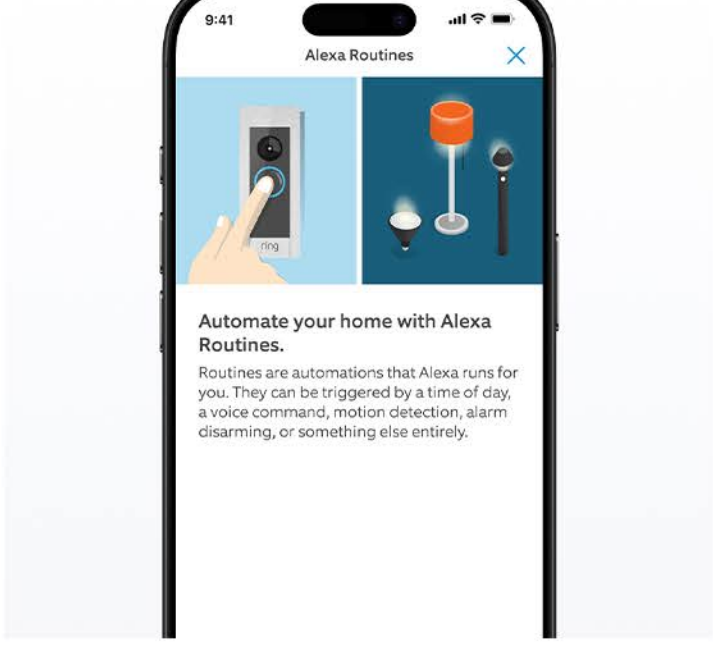 9:41
Alexa Routines
ring
Automate your home with Alexa
Routines.
Routines are automations that Alexa runs for
you. They can be triggered by a time of day,
a voice command, motion detection, alarm
disarming, or something else entirely.